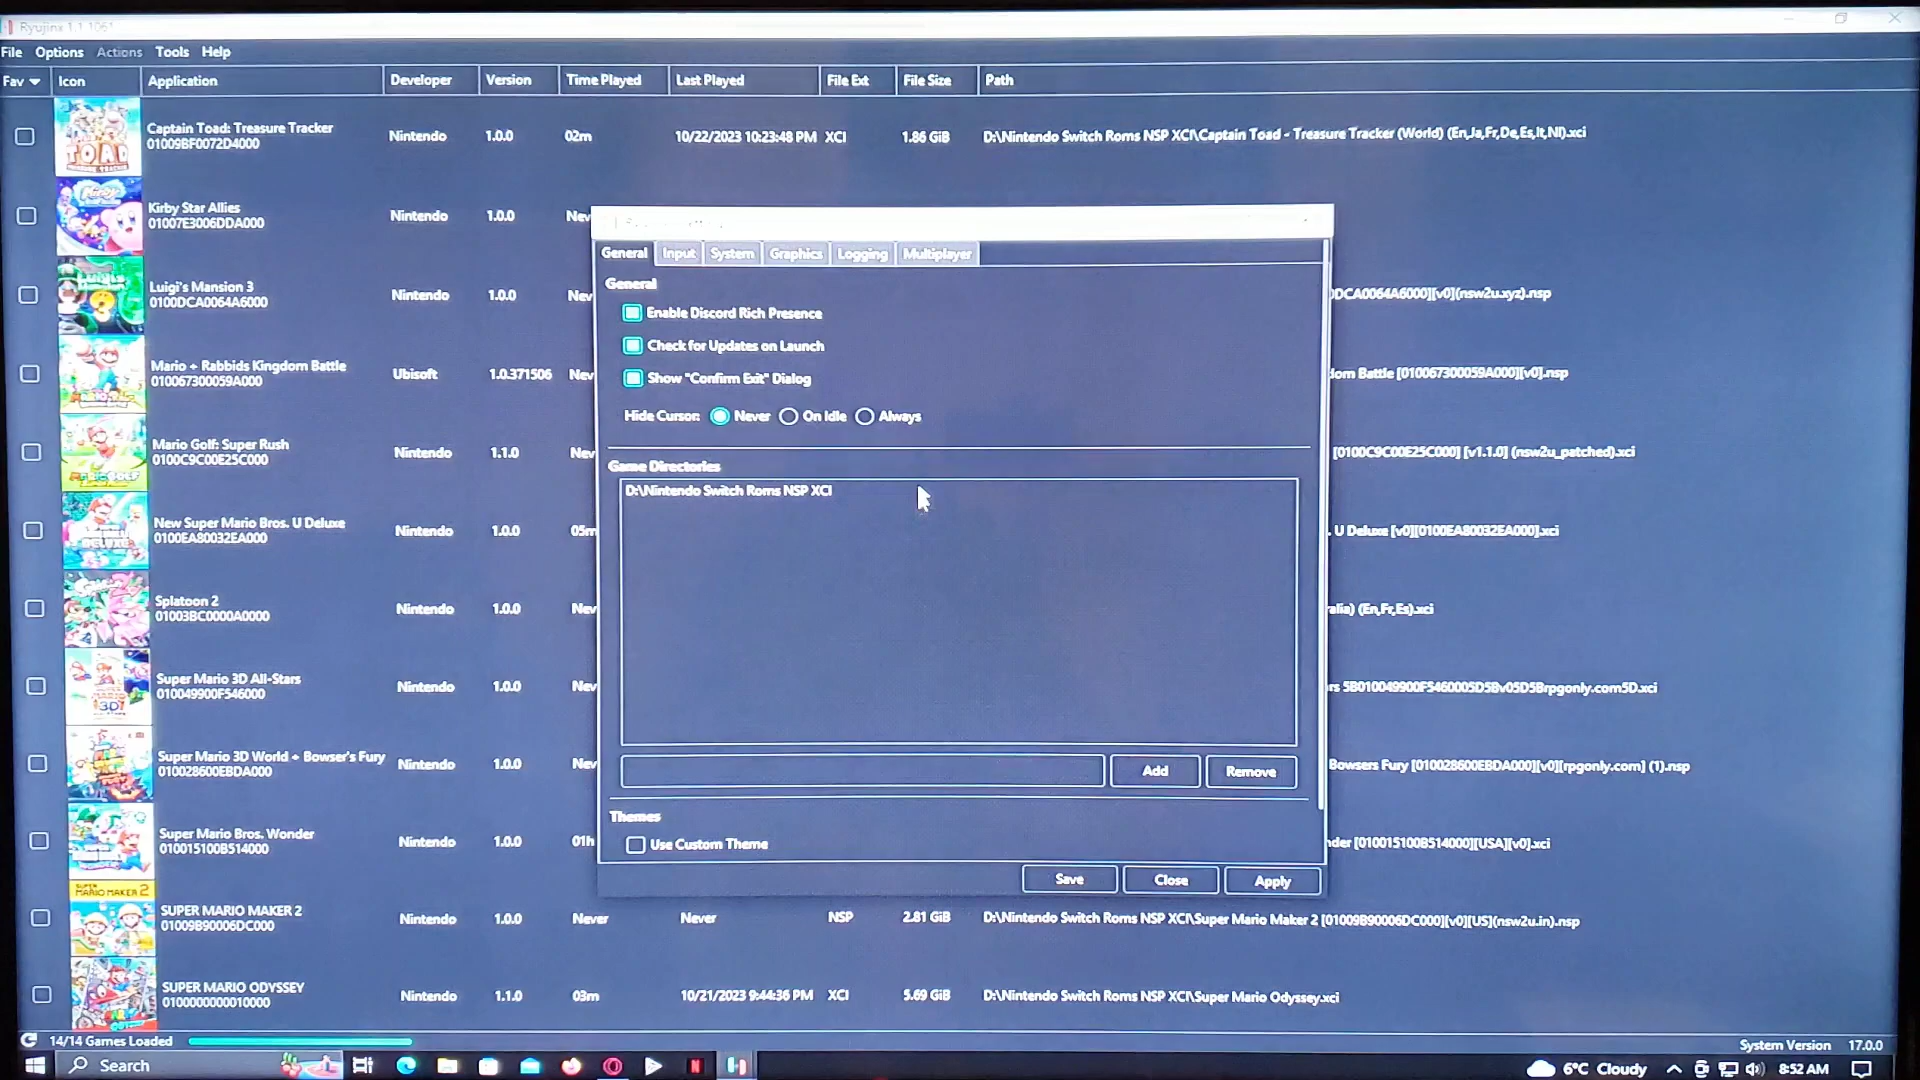 Ryujinx 1.1.1061
File Options Actions Tools Help
Fav Icon Application Developer Version Time Played Last Played File Ext File Size Path
Captain Toad: Treasure Tracker
01009BF0072D4000
Nintendo 1.0.0 02m 10/22/2023 10:23:48 PM XCI 1.86 GiB D:\Nintendo Switch Roms NSP XCI\Captain Toad - Treasure Tracker (World) (En,Ja,Fr,De,Es,It,Nl).xci
Kirby Star Allies
01007E3006DDA000
Nintendo 1.0.0 Nev
Luigi's Mansion 3
0100DCA0064A6000
Nintendo 1.0.0 Nev DCA0064A6000][v0](nsw2u.xyz).nsp
Mario + Rabbids Kingdom Battle
010067300059A000
Ubisoft 1.0.371506 Nev dom Battle [010067300059A000][v0].nsp
Mario Golf: Super Rush
0100C9C00E25C000
Nintendo 1.1.0 Nev [0100C9C00E25C000] [v1.1.0] (nsw2u_patched).xci
New Super Mario Bros. U Deluxe
0100EA80032EA000
Nintendo 1.0.0 05m . U Deluxe [v0][0100EA80032EA000].xci
Splatoon 2
01003BC0000A0000
Nintendo 1.0.0 Nev ralia) (En,Fr,Es).xci
Super Mario 3D All-Stars
010049900F546000
Nintendo 1.0.0 Nev rs 5B010049900F5460005D5Bv05D5Brpgonly.com5D.xci
Super Mario 3D World + Bowser's Fury
010028600EBDA000
Nintendo 1.0.0 Nev Bowsers Fury [010028600EBDA000][v0][rpgonly.com] (1).nsp
Super Mario Bros. Wonder
010015100B514000
Nintendo 1.0.0 01h nder [010015100B514000][USA][v0].xci
SUPER MARIO MAKER 2
01009B90006DC000
Nintendo 1.0.0 Never Never NSP 2.81 GiB D:\Nintendo Switch Roms NSP XCI\Super Mario Maker 2 [01009B90006DC000][v0][US](nsw2u.in).nsp
SUPER MARIO ODYSSEY
0100000000010000
Nintendo 1.1.0 03m 10/21/2023 9:44:36 PM XCI 5.69 GiB D:\Nintendo Switch Roms NSP XCI\Super Mario Odyssey.xci
General Input System Graphics Logging Multiplayer
General
Enable Discord Rich Presence
Check for Updates on Launch
Show "Confirm Exit" Dialog
Hide Cursor: Never On Idle Always
Game Directories
D:\Nintendo Switch Roms NSP XCI
Add Remove
Themes
Use Custom Theme
Save Close Apply
TOAD
TREASURE TRACKER
SUPER MARIO MAKER 2
14/14 Games Loaded System Version 17.0.0
Search 6°C Cloudy 8:52 AM